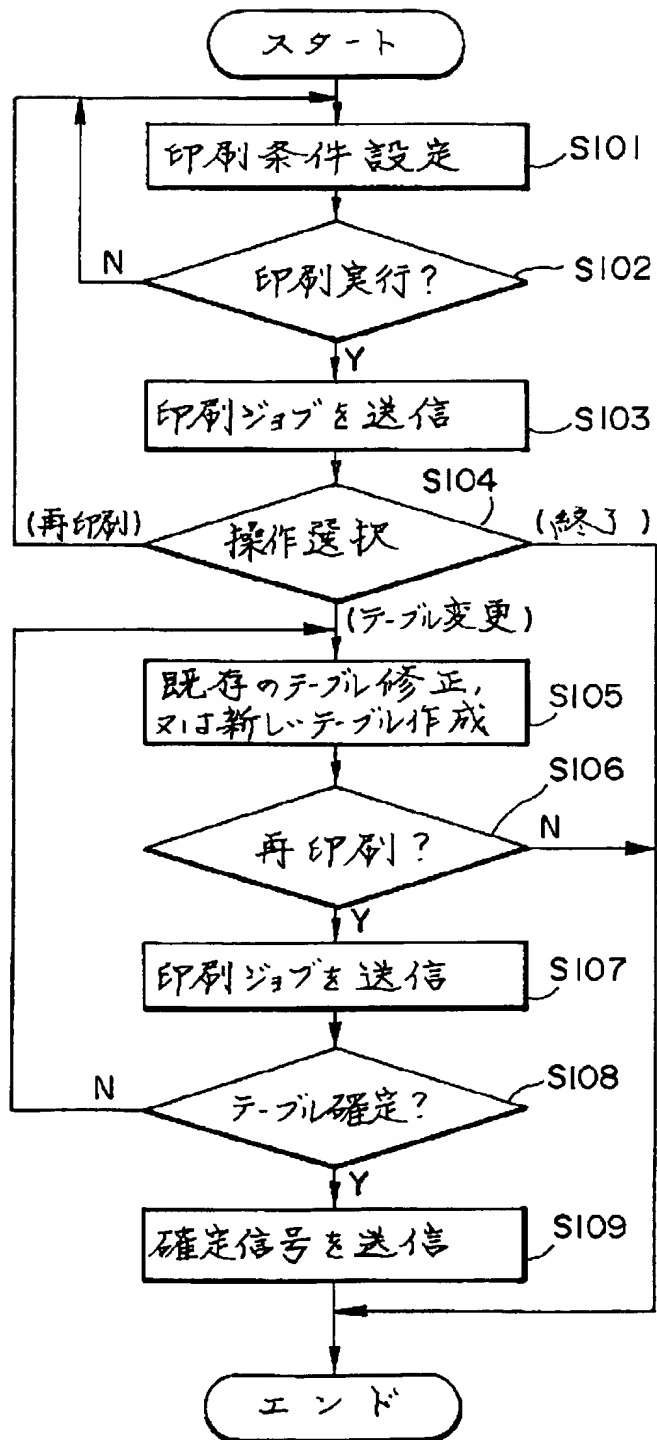 スタート
印刷条件設定
S101
N
印刷実行?
S102
Y
印刷ジョブを送信
S103
S104
(再印刷)
操作選択
(終了)
(テーブル変更)
既存のテーブル修正,
又は新しいテーブル作成
S105
S106
再印刷?
N
Y
印刷ジョブを送信
S107
N
テーブル確定?
S108
Y
確定信号を送信
S109
エンド